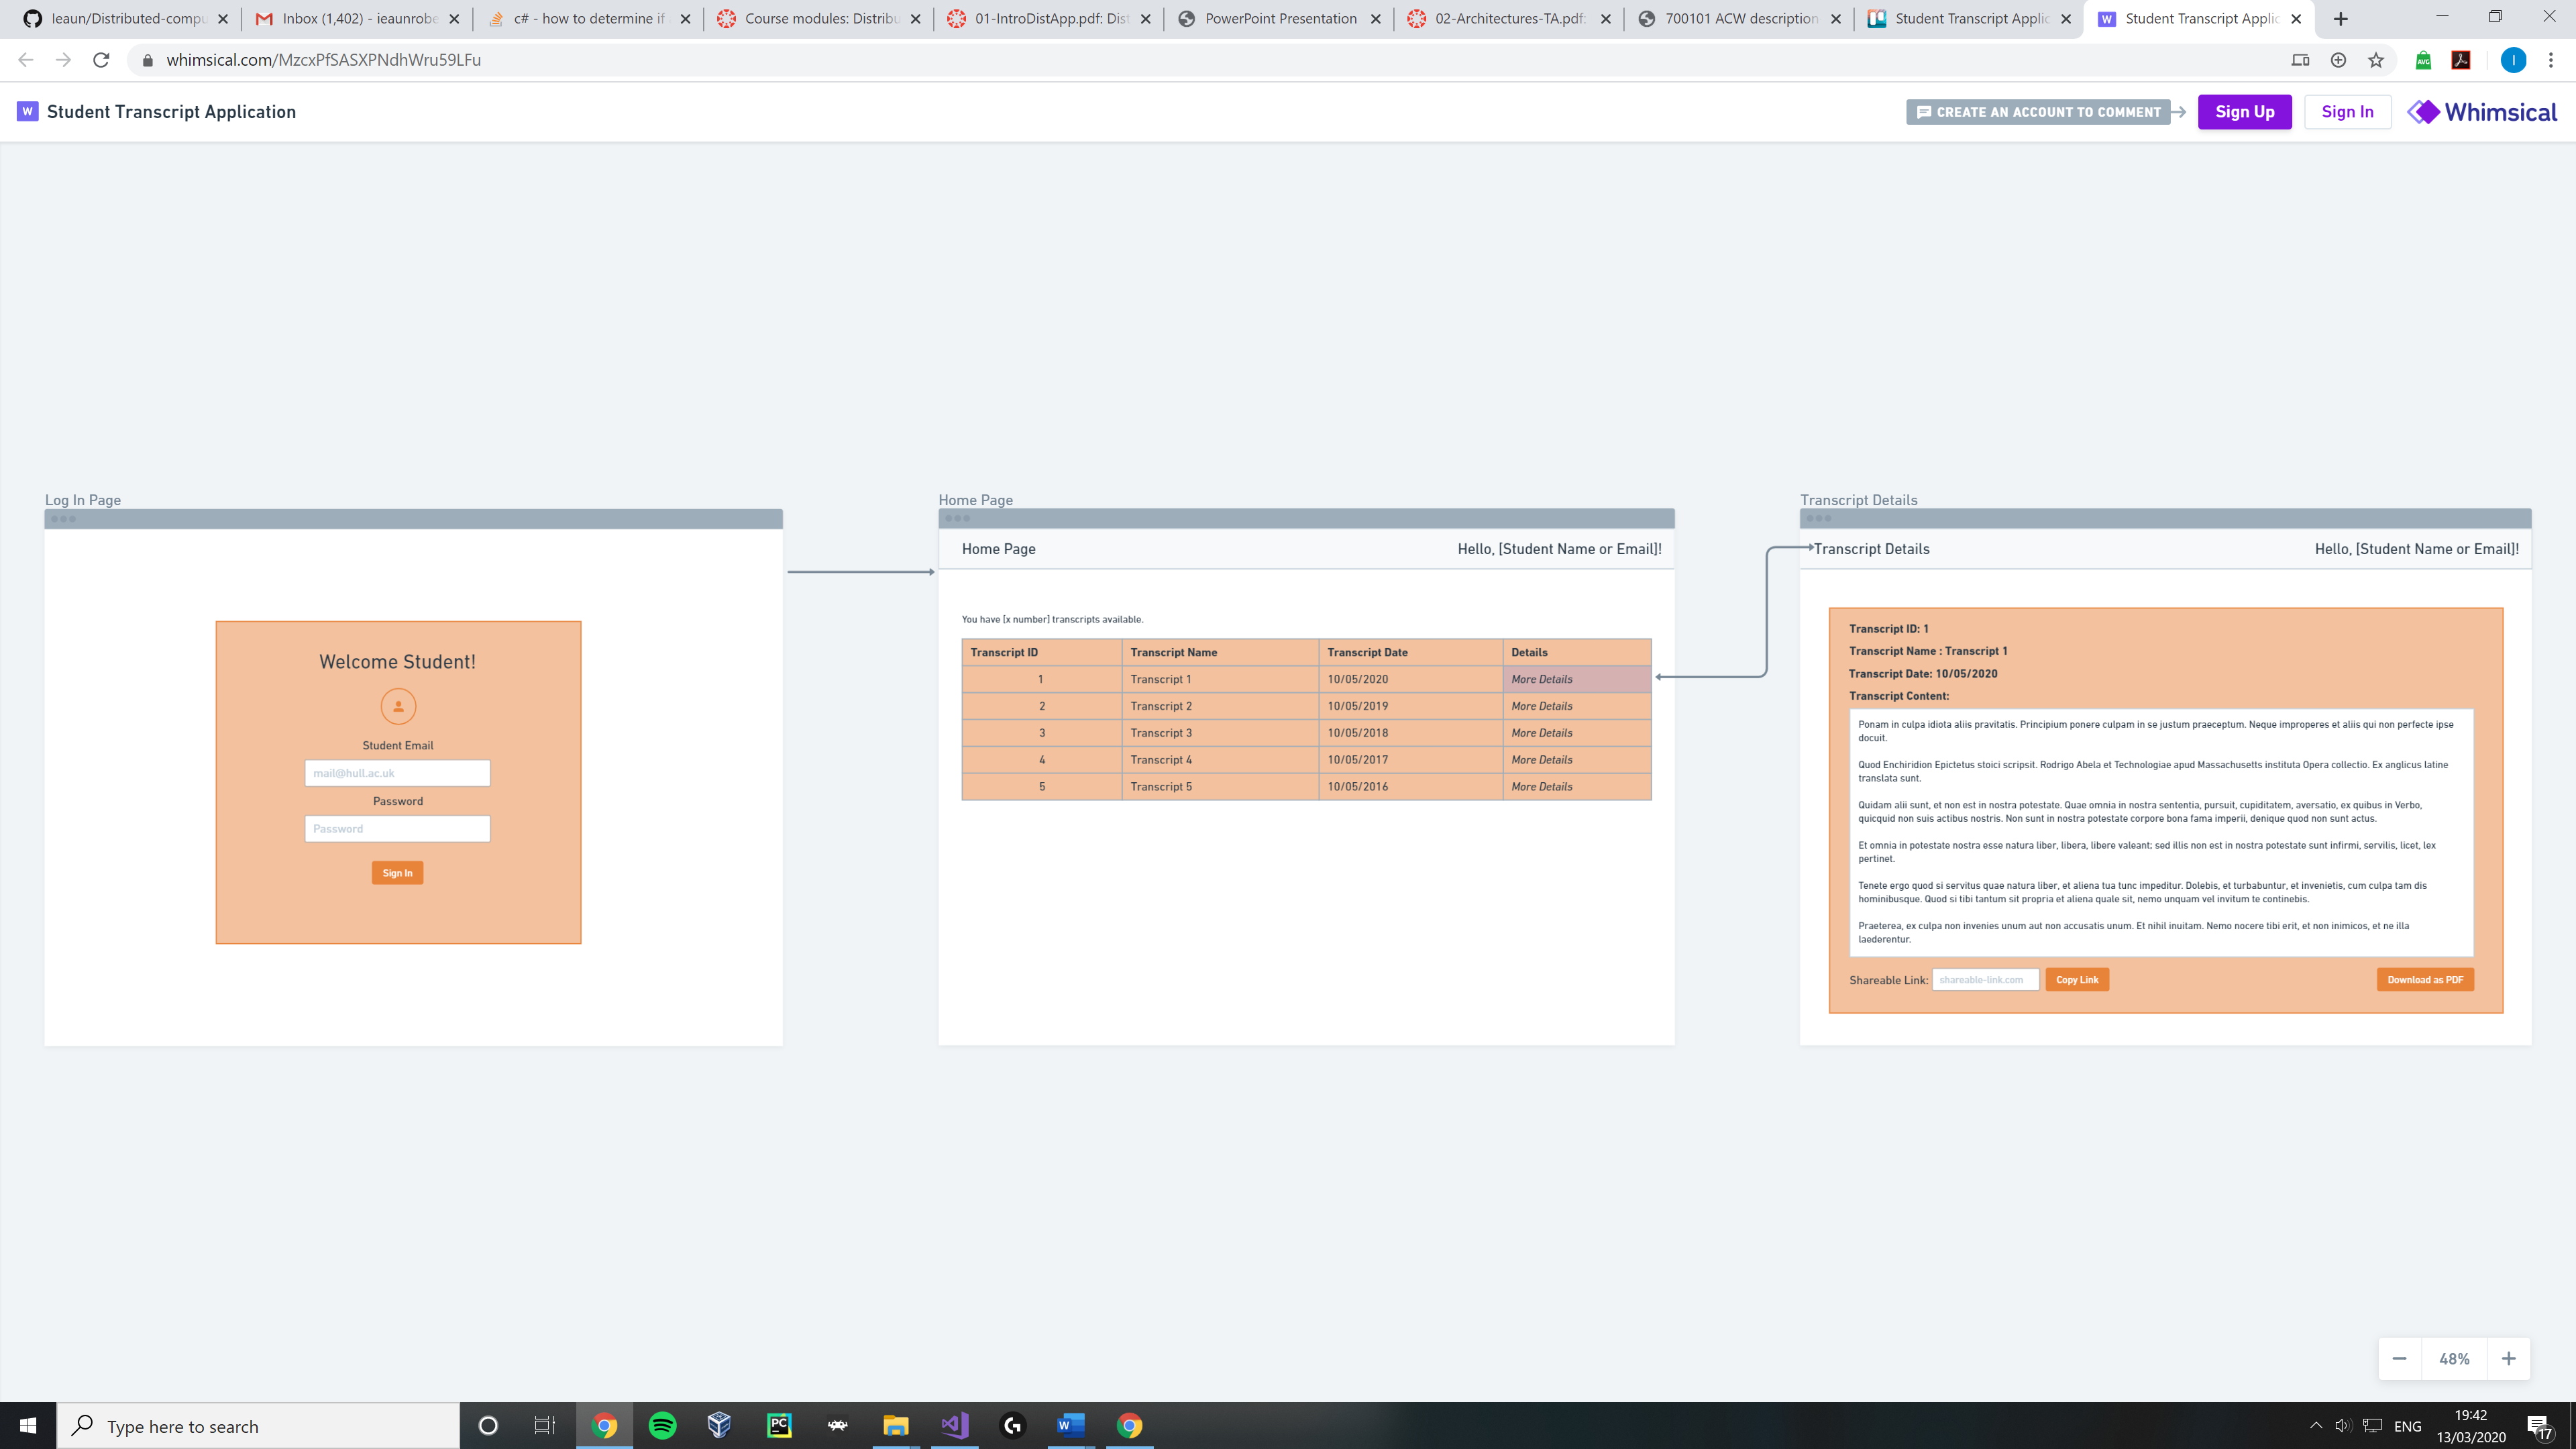 Ieaun/Distributed-compu
Inbox (1,402) - ieaunrobe
c# - how to determine if
Course modules: Distribu
01-IntroDistApp.pdf: Dist
PowerPoint Presentation
02-Architectures-TA.pdf:
700101 ACW description
Student Transcript Applic
Student Transcript Applic
whimsical.com/MzcxPfSASXPNdhWru59LFu
AVG
I
W Student Transcript Application
CREATE AN ACCOUNT TO COMMENT
Sign Up
Sign In
Whimsical
Log In Page
Welcome Student!
Student Email
mail@hull.ac.uk
Password
Password
Sign In
Home Page
Home Page Hello, [Student Name or Email]!
You have [x number] transcripts available.
Transcript ID Transcript Name Transcript Date Details
1 Transcript 1 10/05/2020 More Details
2 Transcript 2 10/05/2019 More Details
3 Transcript 3 10/05/2018 More Details
4 Transcript 4 10/05/2017 More Details
5 Transcript 5 10/05/2016 More Details
Transcript Details
Transcript Details Hello, [Student Name or Email]!
Transcript ID: 1
Transcript Name : Transcript 1
Transcript Date: 10/05/2020
Transcript Content:
Ponam in culpa idiota aliis pravitatis. Principium ponere culpam in se justum praeceptum. Neque improperes et aliis qui non perfecte ipse
docuit.
Quod Enchiridion Epictetus stoici scripsit. Rodrigo Abela et Technologiae apud Massachusetts instituta Opera collectio. Ex anglicus latine
translata sunt.
Quidam alii sunt, et non est in nostra potestate. Quae omnia in nostra sententia, pursuit, cupiditatem, aversatio, ex quibus in Verbo,
quicquid non suis actibus nostris. Non sunt in nostra potestate corpore bona fama imperii, denique quod non sunt actus.
Et omnia in potestate nostra esse natura liber, libera, libere valeant; sed illis non est in nostra potestate sunt infirmi, servilis, licet, lex
pertinet.
Tenete ergo quod si servitus quae natura liber, et aliena tua tunc impeditur. Dolebis, et turbabuntur, et invenietis, cum culpa tam dis
hominibusque. Quod si tibi tantum sit propria et aliena quale sit, nemo unquam vel invitum te continebis.
Praeterea, ex culpa non invenies unum aut non accusatis unum. Et nihil inuitam. Nemo nocere tibi erit, et non inimicos, et ne illa
laederentur.
Shareable Link: shareable-link.com Copy Link Download as PDF
48%
Type here to search
PC
W
ENG
19:42
13/03/2020
17